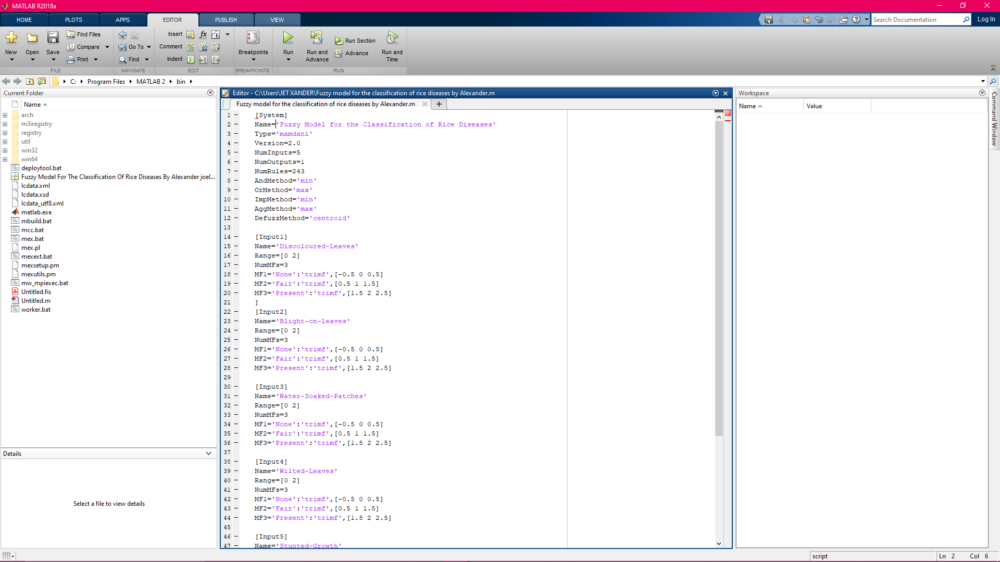 MATLAB R2018a
HOME PLOTS APPS EDITOR PUBLISH VIEW
Search Documentation
Log In
New
Open
Save
Find Files
Compare
Print
Go To
Find
Insert
Comment
Indent
fx
Breakpoints
Run
Run and Advance
Run Section
Advance
Run and Time
FILE NAVIGATE EDIT BREAKPOINTS RUN
C: Program Files MATLAB 2 bin
Current Folder
Name
arch
m3iregistry
registry
util
win32
win64
deploytool.bat
Fuzzy Model For The Classification Of Rice Diseases By Alexander joel...
lcdata.xml
lcdata.xsd
lcdata_utf8.xml
matlab.exe
mbuild.bat
mcc.bat
mex.bat
mex.pl
mexext.bat
mexsetup.pm
mexutils.pm
mw_mpiexec.bat
Untitled.fis
Untitled.m
worker.bat
Details
Select a file to view details
Editor - C:\Users\JET XANDER\Fuzzy model for the classification of rice diseases by Alexander.m
Fuzzy model for the classification of rice diseases by Alexander.m
1 – [System]
2 – Name='Fuzzy Model for the Classification of Rice Diseases'
3 – Type='mamdani'
4 – Version=2.0
5 – NumInputs=5
6 – NumOutputs=1
7 – NumRules=243
8 – AndMethod='min'
9 – OrMethod='max'
10 – ImpMethod='min'
11 – AggMethod='max'
12 – DefuzzMethod='centroid'
13
14 – [Input1]
15 – Name='Discoloured-Leaves'
16 – Range=[0 2]
17 – NumMFs=3
18 – MF1='None':'trimf',[-0.5 0 0.5]
19 – MF2='Fair':'trimf',[0.5 1 1.5]
20 – MF3='Present':'trimf',[1.5 2 2.5]
21 ]
22 – [Input2]
23 – Name='Blight-on-leaves'
24 – Range=[0 2]
25 – NumMFs=3
26 – MF1='None':'trimf',[-0.5 0 0.5]
27 – MF2='Fair':'trimf',[0.5 1 1.5]
28 – MF3='Present':'trimf',[1.5 2 2.5]
29
30 – [Input3]
31 – Name='Water-Soaked-Patches'
32 – Range=[0 2]
33 – NumMFs=3
34 – MF1='None':'trimf',[-0.5 0 0.5]
35 – MF2='Fair':'trimf',[0.5 1 1.5]
36 – MF3='Present':'trimf',[1.5 2 2.5]
37
38 – [Input4]
39 – Name='Wilted-Leaves'
40 – Range=[0 2]
41 – NumMFs=3
42 – MF1='None':'trimf',[-0.5 0 0.5]
43 – MF2='Fair':'trimf',[0.5 1 1.5]
44 – MF3='Present':'trimf',[1.5 2 2.5]
45
46 – [Input5]
47 – Name='Stunted-Growth'
Workspace
Name Value
Command Window
script
Ln 2 Col 6